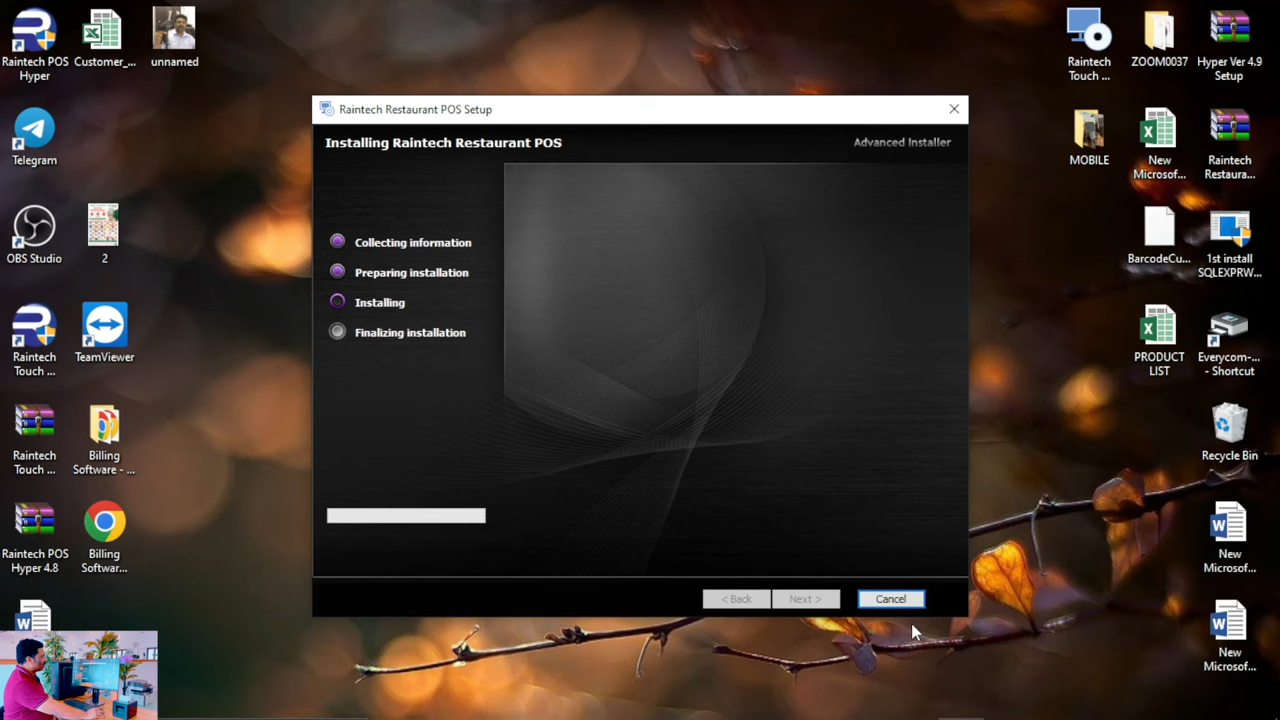 Raintech POS
Hyper
Customer_...
unnamed
Telegram
OBS Studio
2
Raintech
Touch ...
TeamViewer
Raintech
Touch ...
Billing
Software - ...
Raintech POS
Hyper 4.8
Billing
Softwar...
Raintech Restaurant POS Setup
Installing Raintech Restaurant POS
Advanced Installer
Collecting information
Preparing installation
Installing
Finalizing installation
< Back
Next >
Cancel
Raintech
Touch ...
ZOOM0037
Hyper Ver 4.9
Setup
MOBILE
New
Microsof...
Raintech
Restaura...
BarcodeCu...
1st install
SQLEXPRW...
PRODUCT
LIST
Everycom-...
- Shortcut
Recycle Bin
New
Microsof...
New
Microsof...